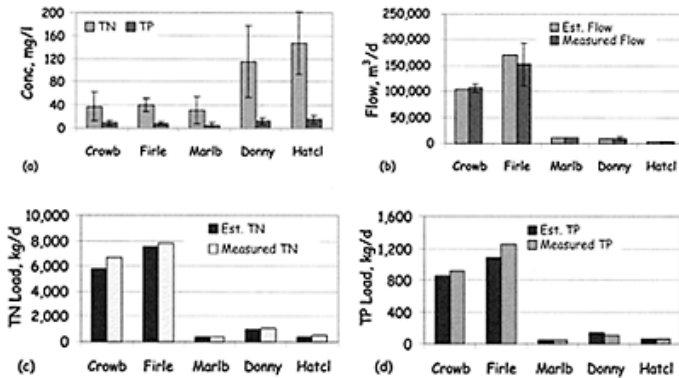 200
160
120
80
40
0
Conc, mg/l
TN TP
Crowb Firle Marlb Donny Hatcl
(a)
250,000
200,000
150,000
100,000
50,000
0
Flow, m³/d
Est. Flow
Measured Flow
Crowb Firle Marlb Donny Hatcl
(b)
10,000
8,000
6,000
4,000
2,000
0
TN Load, kg/d
Est. TN
Measured TN
Crowb Firle Marlb Donny Hatcl
(c)
1,600
1,200
800
400
0
TP Load, kg/d
Est. TP
Measured TP
Crowb Firle Marlb Donny Hatcl
(d)